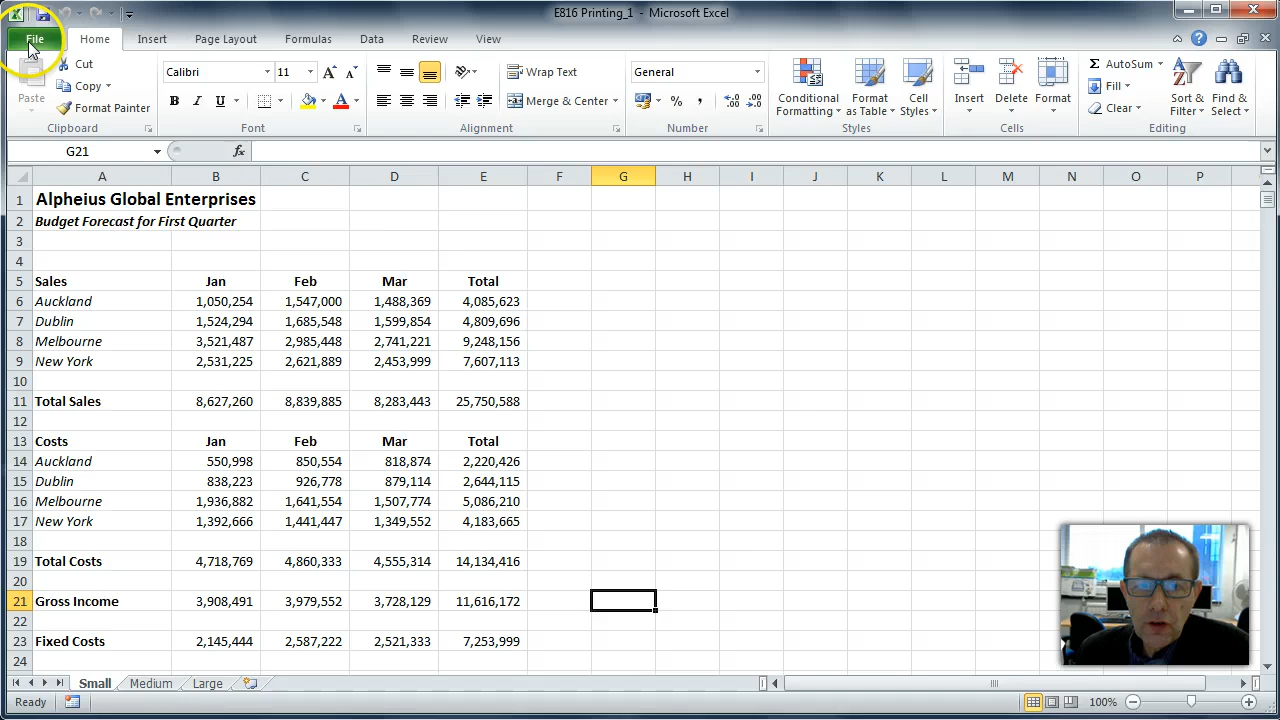 E816 Printing_1 - Microsoft Excel
File Home Insert Page Layout Formulas Data Review View
Paste Cut Copy Format Painter
Calibri 11
B I U A
Wrap Text
Merge & Center
General
% ,
Conditional Formatting
Format as Table
Cell Styles
Insert Delete Format
Σ AutoSum
Fill
Clear
Sort & Filter
Find & Select
Clipboard Font Alignment Number Styles Cells Editing
G21 fx
A B C D E F G H I J K L M N O P
1 Alpheius Global Enterprises
2 Budget Forecast for First Quarter
3
4
5 Sales Jan Feb Mar Total
6 Auckland 1,050,254 1,547,000 1,488,369 4,085,623
7 Dublin 1,524,294 1,685,548 1,599,854 4,809,696
8 Melbourne 3,521,487 2,985,448 2,741,221 9,248,156
9 New York 2,531,225 2,621,889 2,453,999 7,607,113
10
11 Total Sales 8,627,260 8,839,885 8,283,443 25,750,588
12
13 Costs Jan Feb Mar Total
14 Auckland 550,998 850,554 818,874 2,220,426
15 Dublin 838,223 926,778 879,114 2,644,115
16 Melbourne 1,936,882 1,641,554 1,507,774 5,086,210
17 New York 1,392,666 1,441,447 1,349,552 4,183,665
18
19 Total Costs 4,718,769 4,860,333 4,555,314 14,134,416
20
21 Gross Income 3,908,491 3,979,552 3,728,129 11,616,172
22
23 Fixed Costs 2,145,444 2,587,222 2,521,333 7,253,999
24
Small Medium Large
Ready 100%